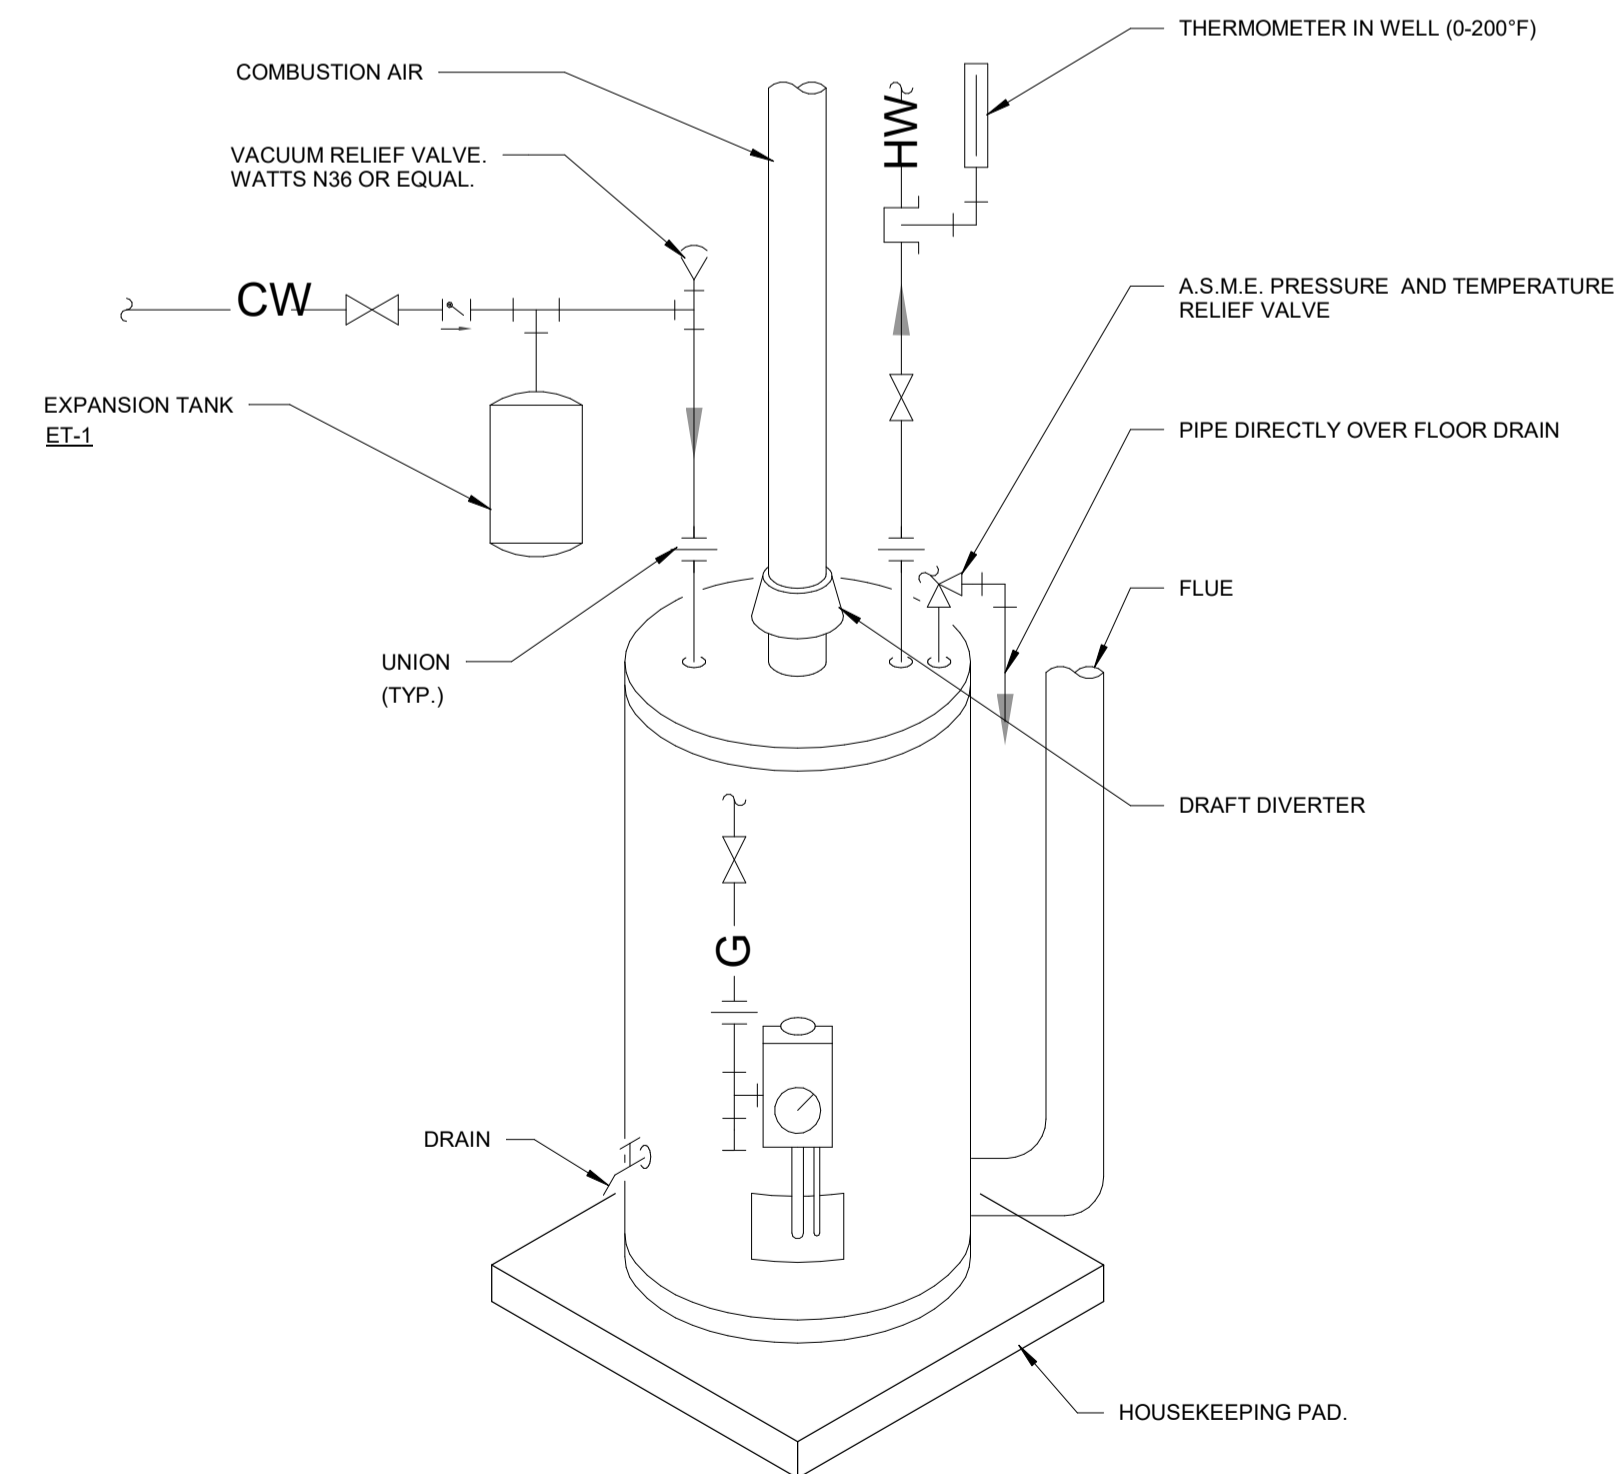 THERMOMETER IN WELL (0-200°F)
COMBUSTION AIR
HW
VACUUM RELIEF VALVE.
WATTS N36 OR EQUAL.
CW
A.S.M.E. PRESSURE  AND TEMPERATURE
RELIEF VALVE
EXPANSION TANK
ET-1
PIPE DIRECTLY OVER FLOOR DRAIN
FLUE
UNION
(TYP.)
DRAFT DIVERTER
G
DRAIN
HOUSEKEEPING PAD.